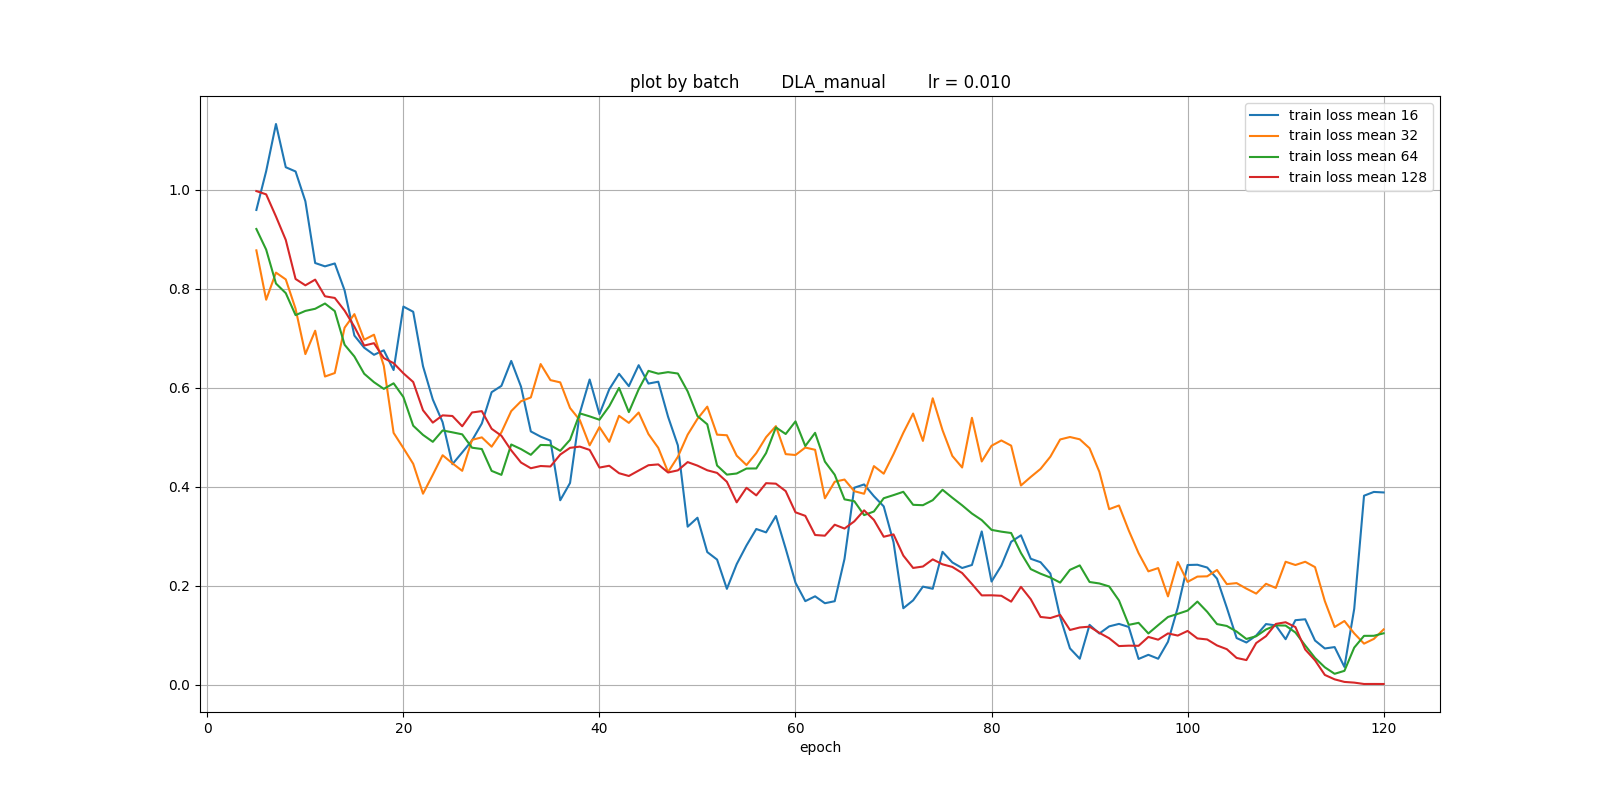 plot by batch DLA_manual lr = 0.010
train loss mean 16
train loss mean 32
train loss mean 64
train loss mean 128
1.0
0.8
0.6
0.4
0.2
0.0
0 20 40 60 80 100 120
epoch